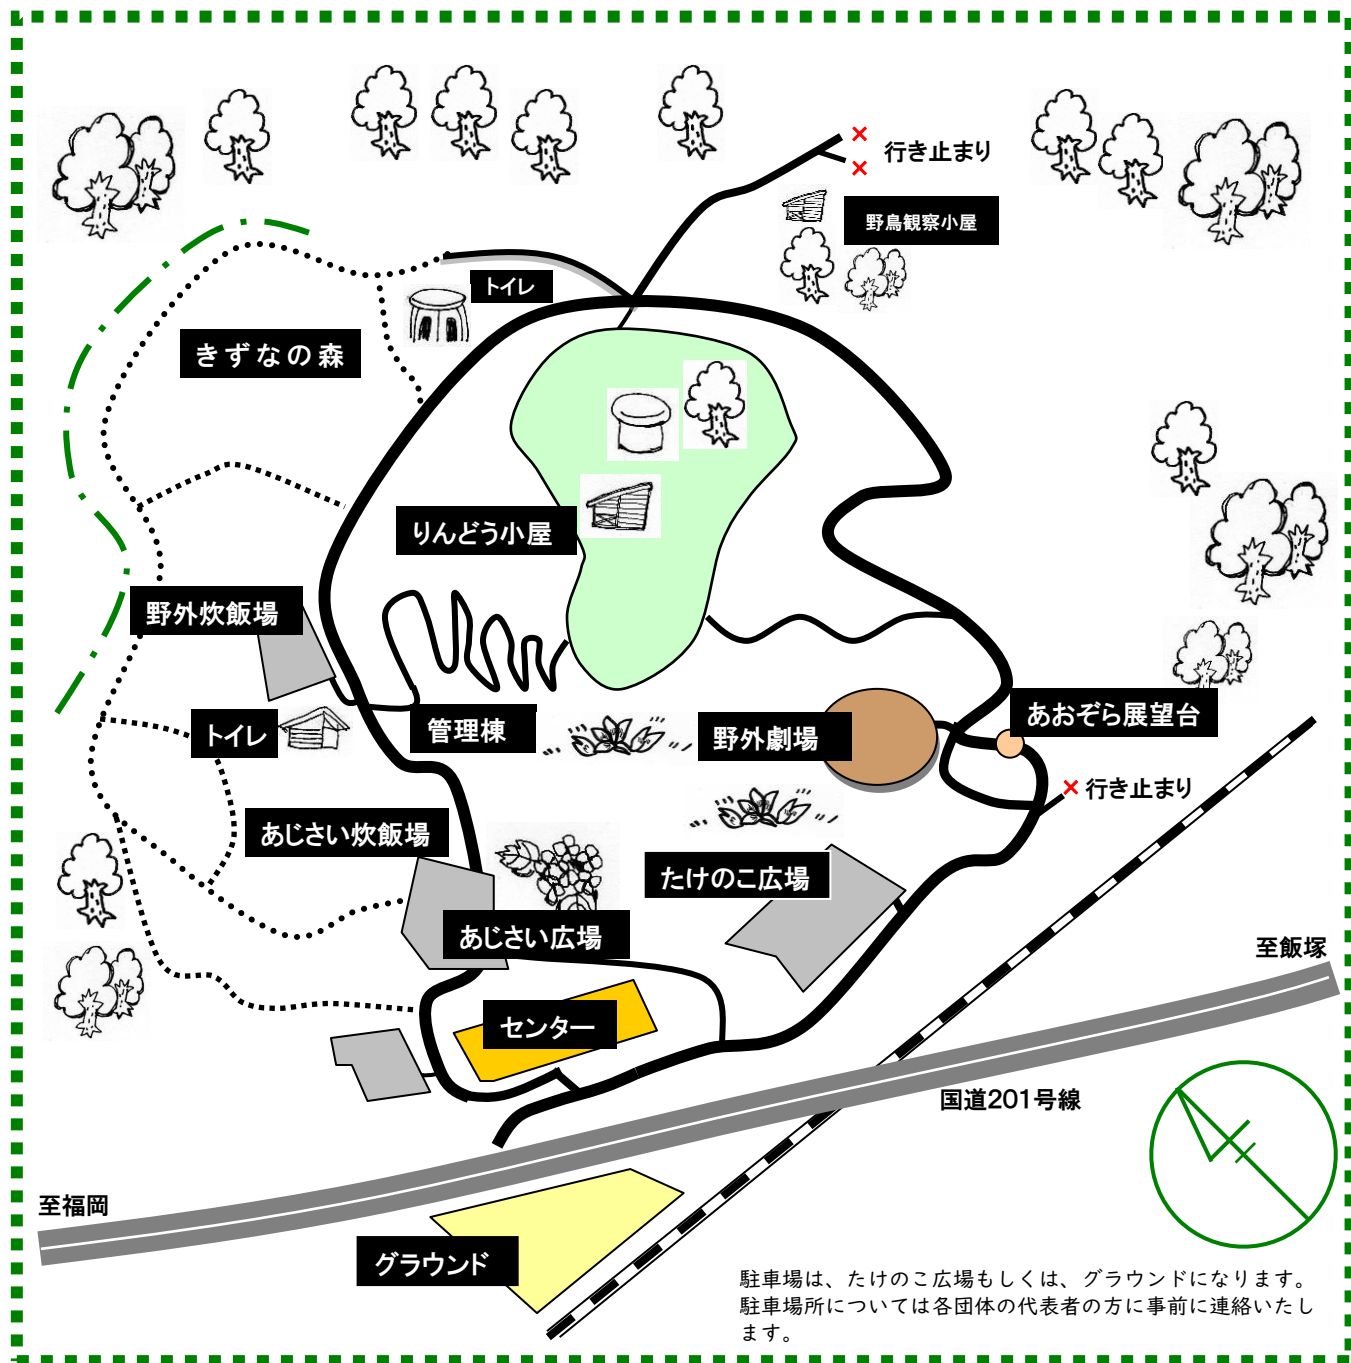 行き止まり
野鳥観察小屋
トイレ
きずなの森
りんどう小屋
野外炊飯場
トイレ
管理棟
野外劇場
あおぞら展望台
行き止まり
あじさい炊飯場
たけのこ広場
あじさい広場
至飯塚
センター
国道201号線
至福岡
グラウンド
駐車場は、たけのこ広場もしくは、グラウンドになります。
駐車場所については各団体の代表者の方に事前に連絡いたし
ます。